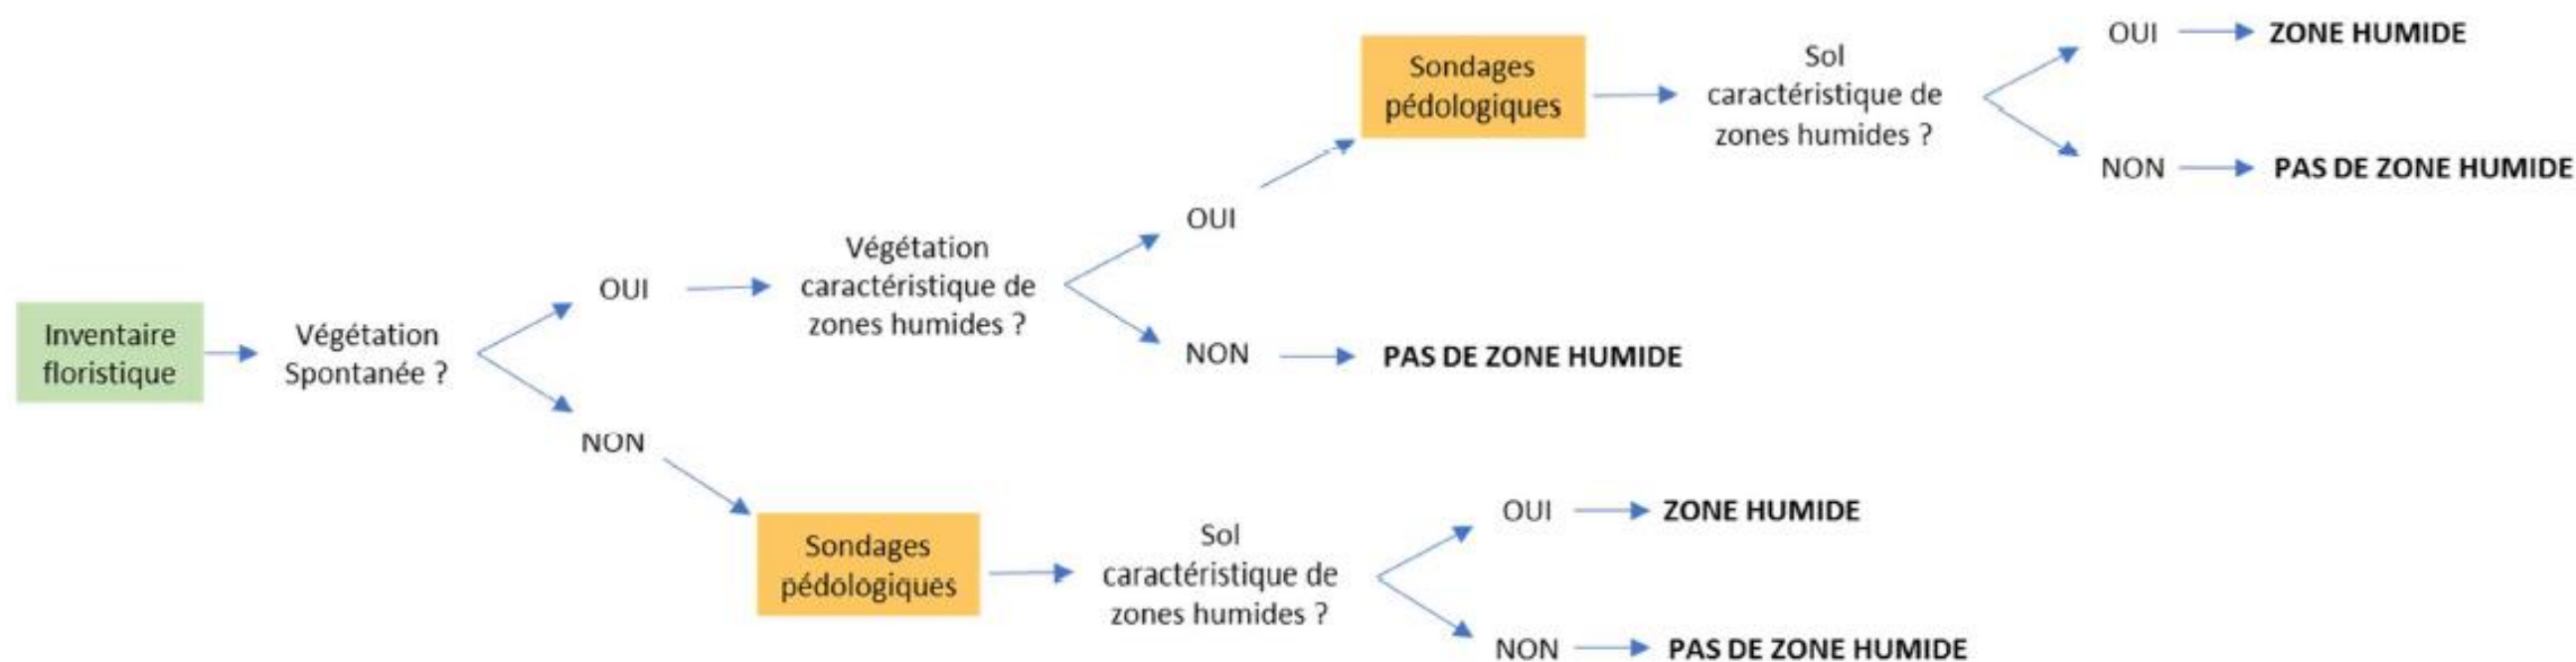 Inventaire
floristique
Végétation
Spontanée ?
OUI
Végétation
caractéristique de
zones humides ?
OUI
Sondages
pédologiques
Sol
caractéristique de
zones humides ?
OUI
ZONE HUMIDE
NON
PAS DE ZONE HUMIDE
NON
PAS DE ZONE HUMIDE
NON
Sondages
pédologiques
Sol
caractéristique de
zones humides ?
OUI
ZONE HUMIDE
NON
PAS DE ZONE HUMIDE